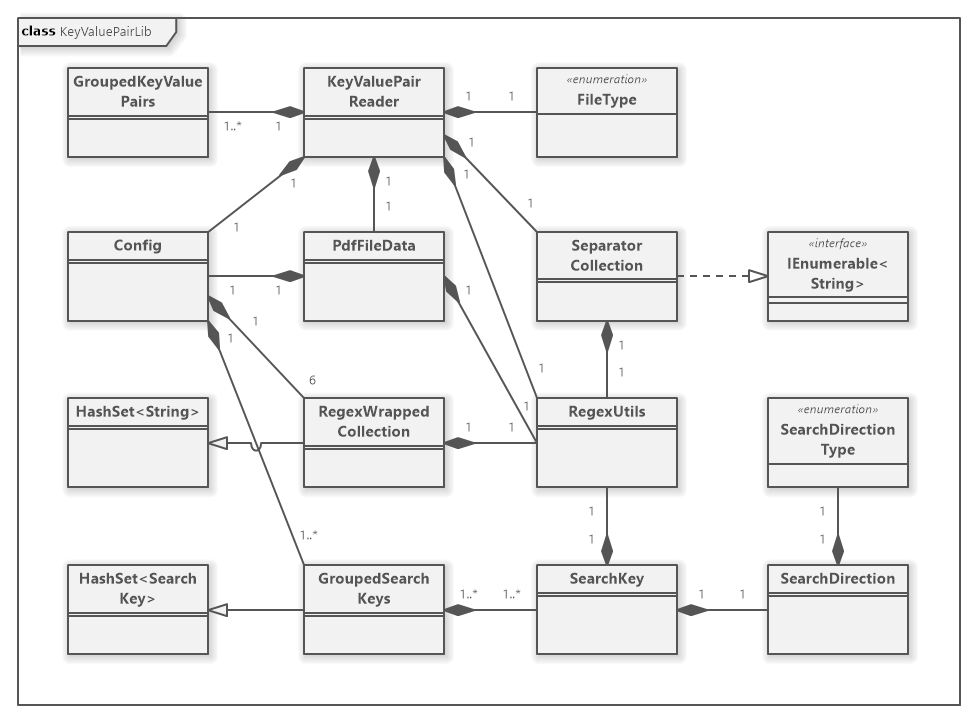 class KeyValuePairLib
GroupedKeyValue
Pairs
KeyValuePair
Reader
«enumeration»
FileType
1
1
1..*
1
1
1
1
1
1
1
1
1
Config
PdfFileData
Separator
Collection
«interface»
IEnumerable<
String>
1
1
1
1
1
1
1
1
6
1
1
HashSet<String>
RegexWrapped
Collection
RegexUtils
«enumeration»
SearchDirection
Type
1
1
1
1
1
1
1..*
HashSet<Search
Key>
GroupedSearch
Keys
SearchKey
SearchDirection
1..*
1..*
1
1